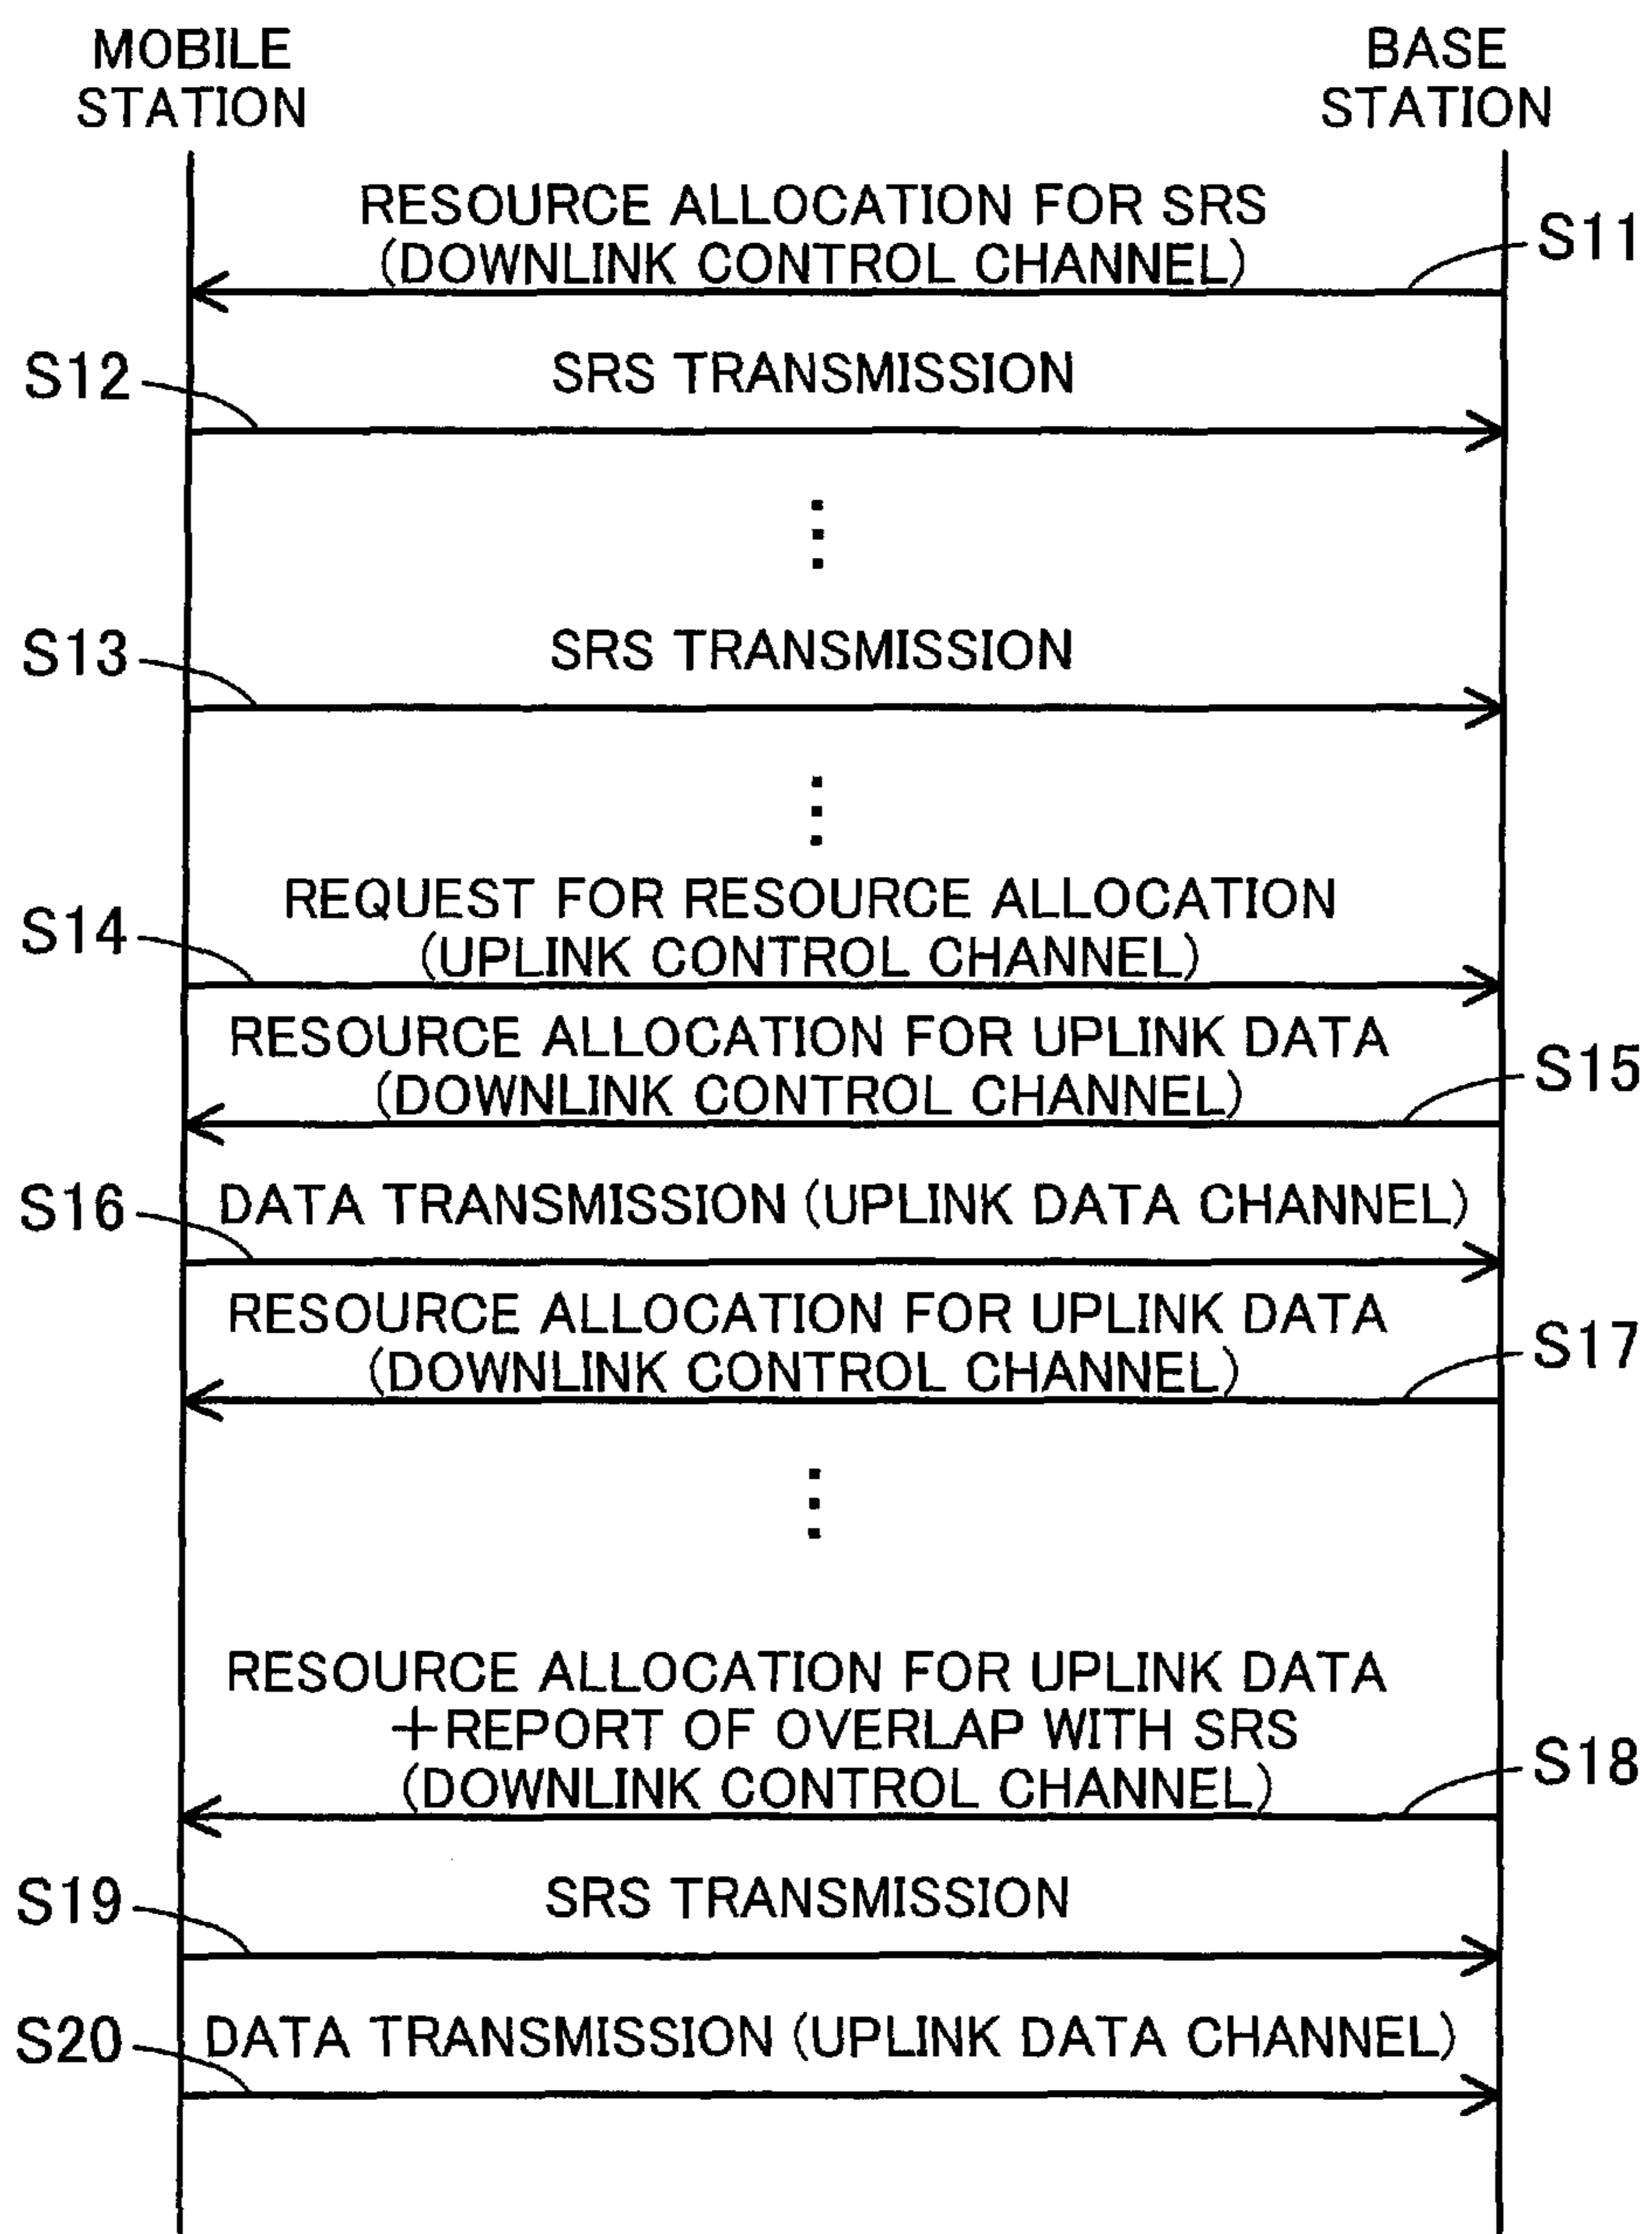 MOBILE
STATION
BASE
STATION
RESOURCE ALLOCATION FOR SRS
(DOWNLINK CONTROL CHANNEL)
S11
S12
SRS TRANSMISSION
S13
SRS TRANSMISSION
REQUEST FOR RESOURCE ALLOCATION
S14
(UPLINK CONTROL CHANNEL)
RESOURCE ALLOCATION FOR UPLINK DATA
(DOWNLINK CONTROL CHANNEL)
S15
S16
DATA TRANSMISSION (UPLINK DATA CHANNEL)
RESOURCE ALLOCATION FOR UPLINK DATA
(DOWNLINK CONTROL CHANNEL)
S17
RESOURCE ALLOCATION FOR UPLINK DATA
+REPORT OF OVERLAP WITH SRS
(DOWNLINK CONTROL CHANNEL)
S18
S19
SRS TRANSMISSION
S20
DATA TRANSMISSION (UPLINK DATA CHANNEL)